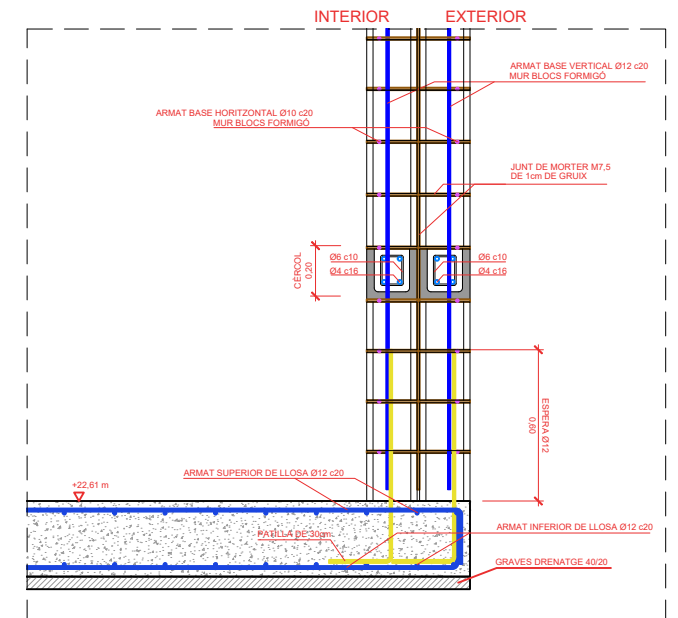 INTERIOR
EXTERIOR
ARMAT BASE VERTICAL Ø12 c20
MUR BLOCS FORMIGÓ
ARMAT BASE HORITZONTAL Ø10 c20
MUR BLOCS FORMIGÓ
JUNT DE MORTER M7,5
DE 1cm DE GRUIX
CÉRCOL
0,20
Ø6 c10
Ø4 c16
Ø6 c10
Ø4 c16
ESPERA Ø12
0,60
ARMAT SUPERIOR DE LLOSA Ø12 c20
+22,61 m
PATILLA DE 30cm
ARMAT INFERIOR DE LLOSA Ø12 c20
GRAVES DRENATGE 40/20